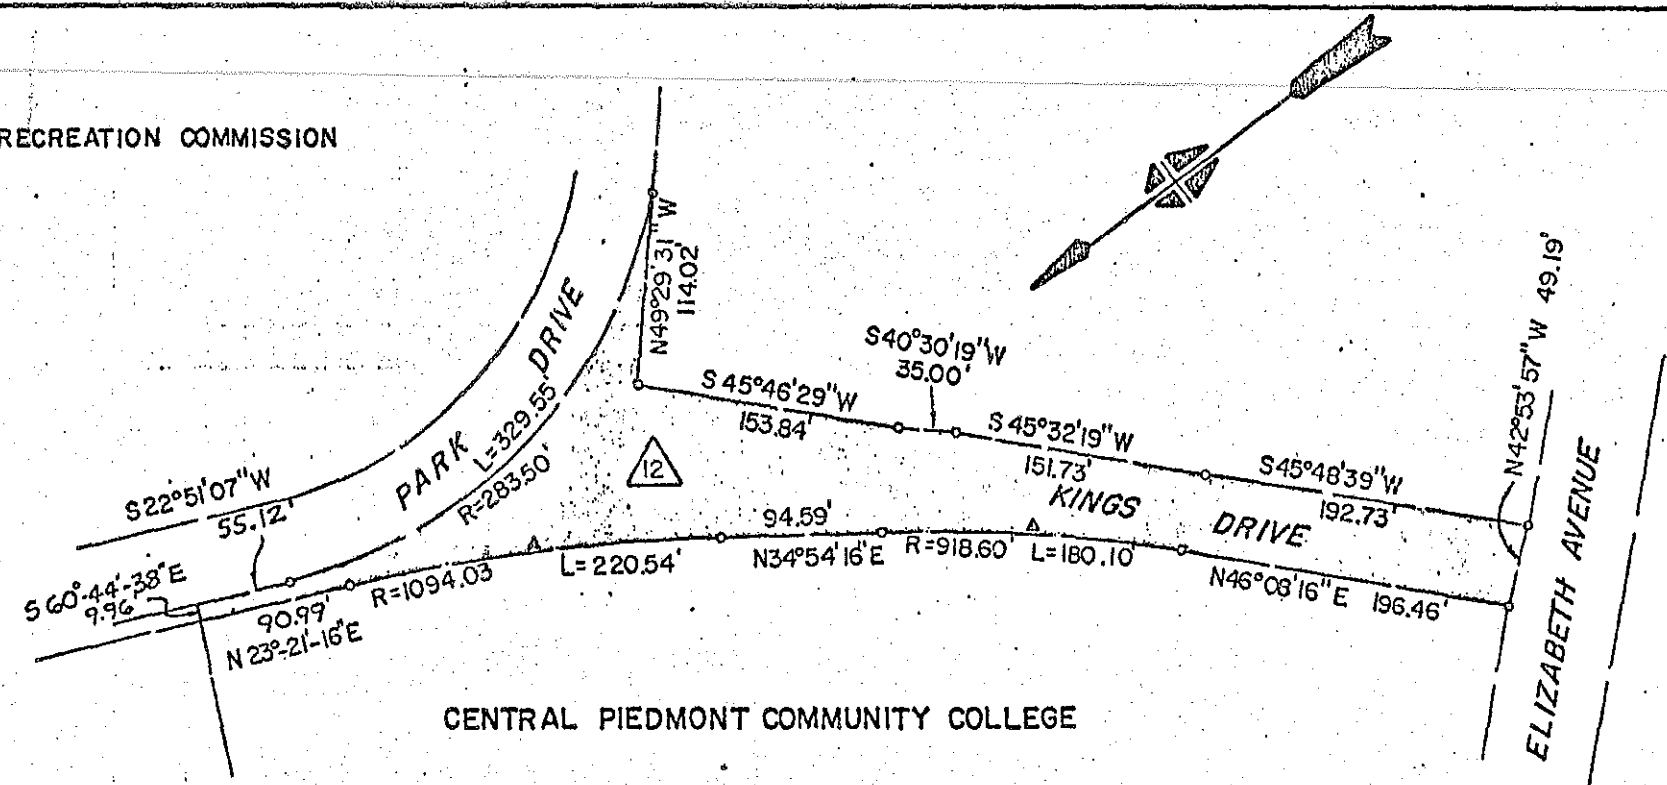 RECREATION COMMISSION
N49°29'31"W
114.02'
S40°30'19"W
35.00'
S45°46'29"W
153.84'
S45°32'19"W
151.73'
S45°48'39"W
192.73'
N42°53'57"W 49.19'
PARK DRIVE
L=329.55'
R=283.50'
12
KINGS DRIVE
ELIZABETH AVENUE
S22°51'07"W
55.12'
S60°-44'-38"E
9.96'
90.99'
N23°-21'-16"E
R=1094.03
L=220.54'
94.59'
N34°54'16"E
R=918.60'
L=180.10'
N46°08'16"E 196.46'
CENTRAL PIEDMONT COMMUNITY COLLEGE